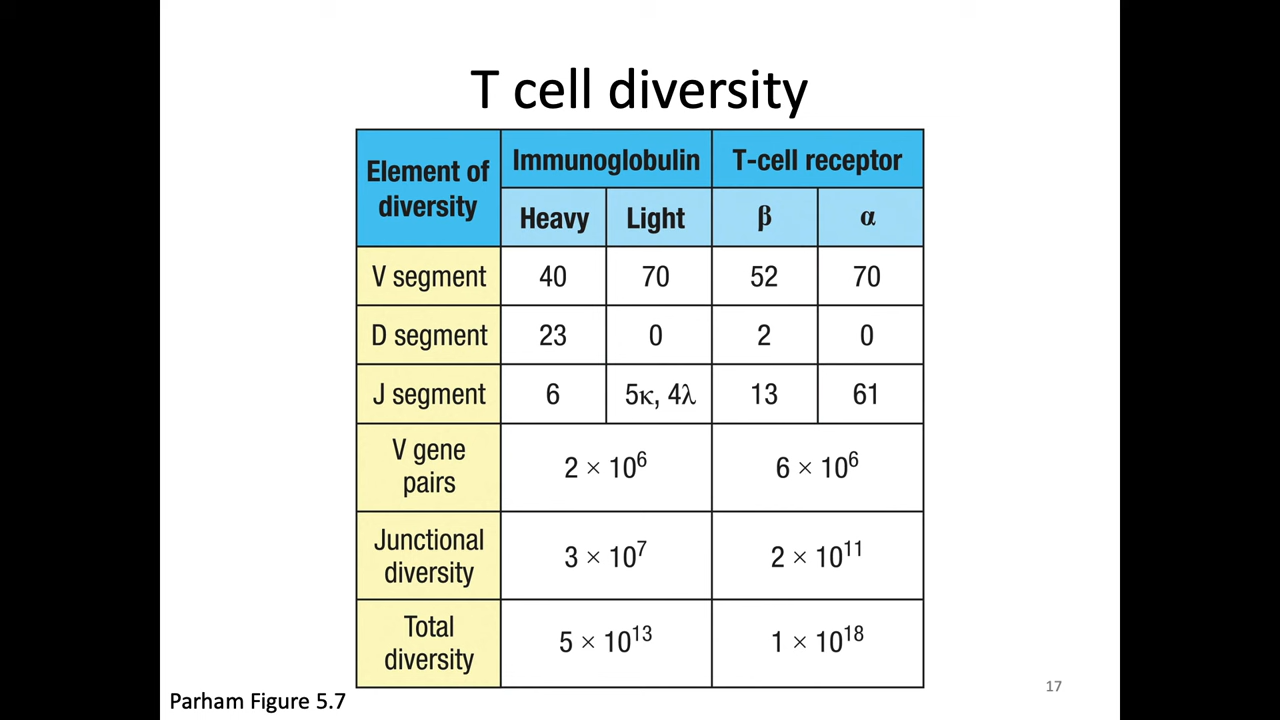 T cell diversity
Element of diversity Immunoglobulin T-cell receptor
Heavy Light β α
V segment 40 70 52 70
D segment 23 0 2 0
J segment 6 5κ, 4λ 13 61
V gene pairs 2 × 10⁶ 6 × 10⁶
Junctional diversity 3 × 10⁷ 2 × 10¹¹
Total diversity 5 × 10¹³ 1 × 10¹⁸
Parham Figure 5.7
17